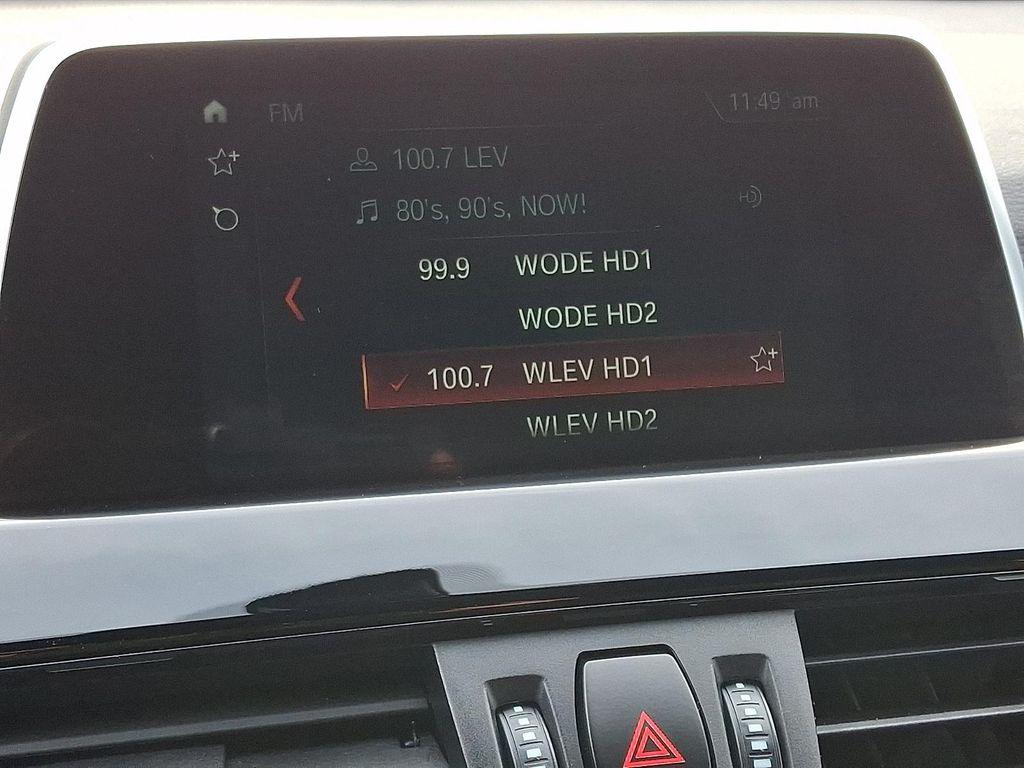 FM 11:49 am
100.7 LEV
80's, 90's, NOW! HD
99.9 WODE HD1
WODE HD2
100.7 WLEV HD1
WLEV HD2